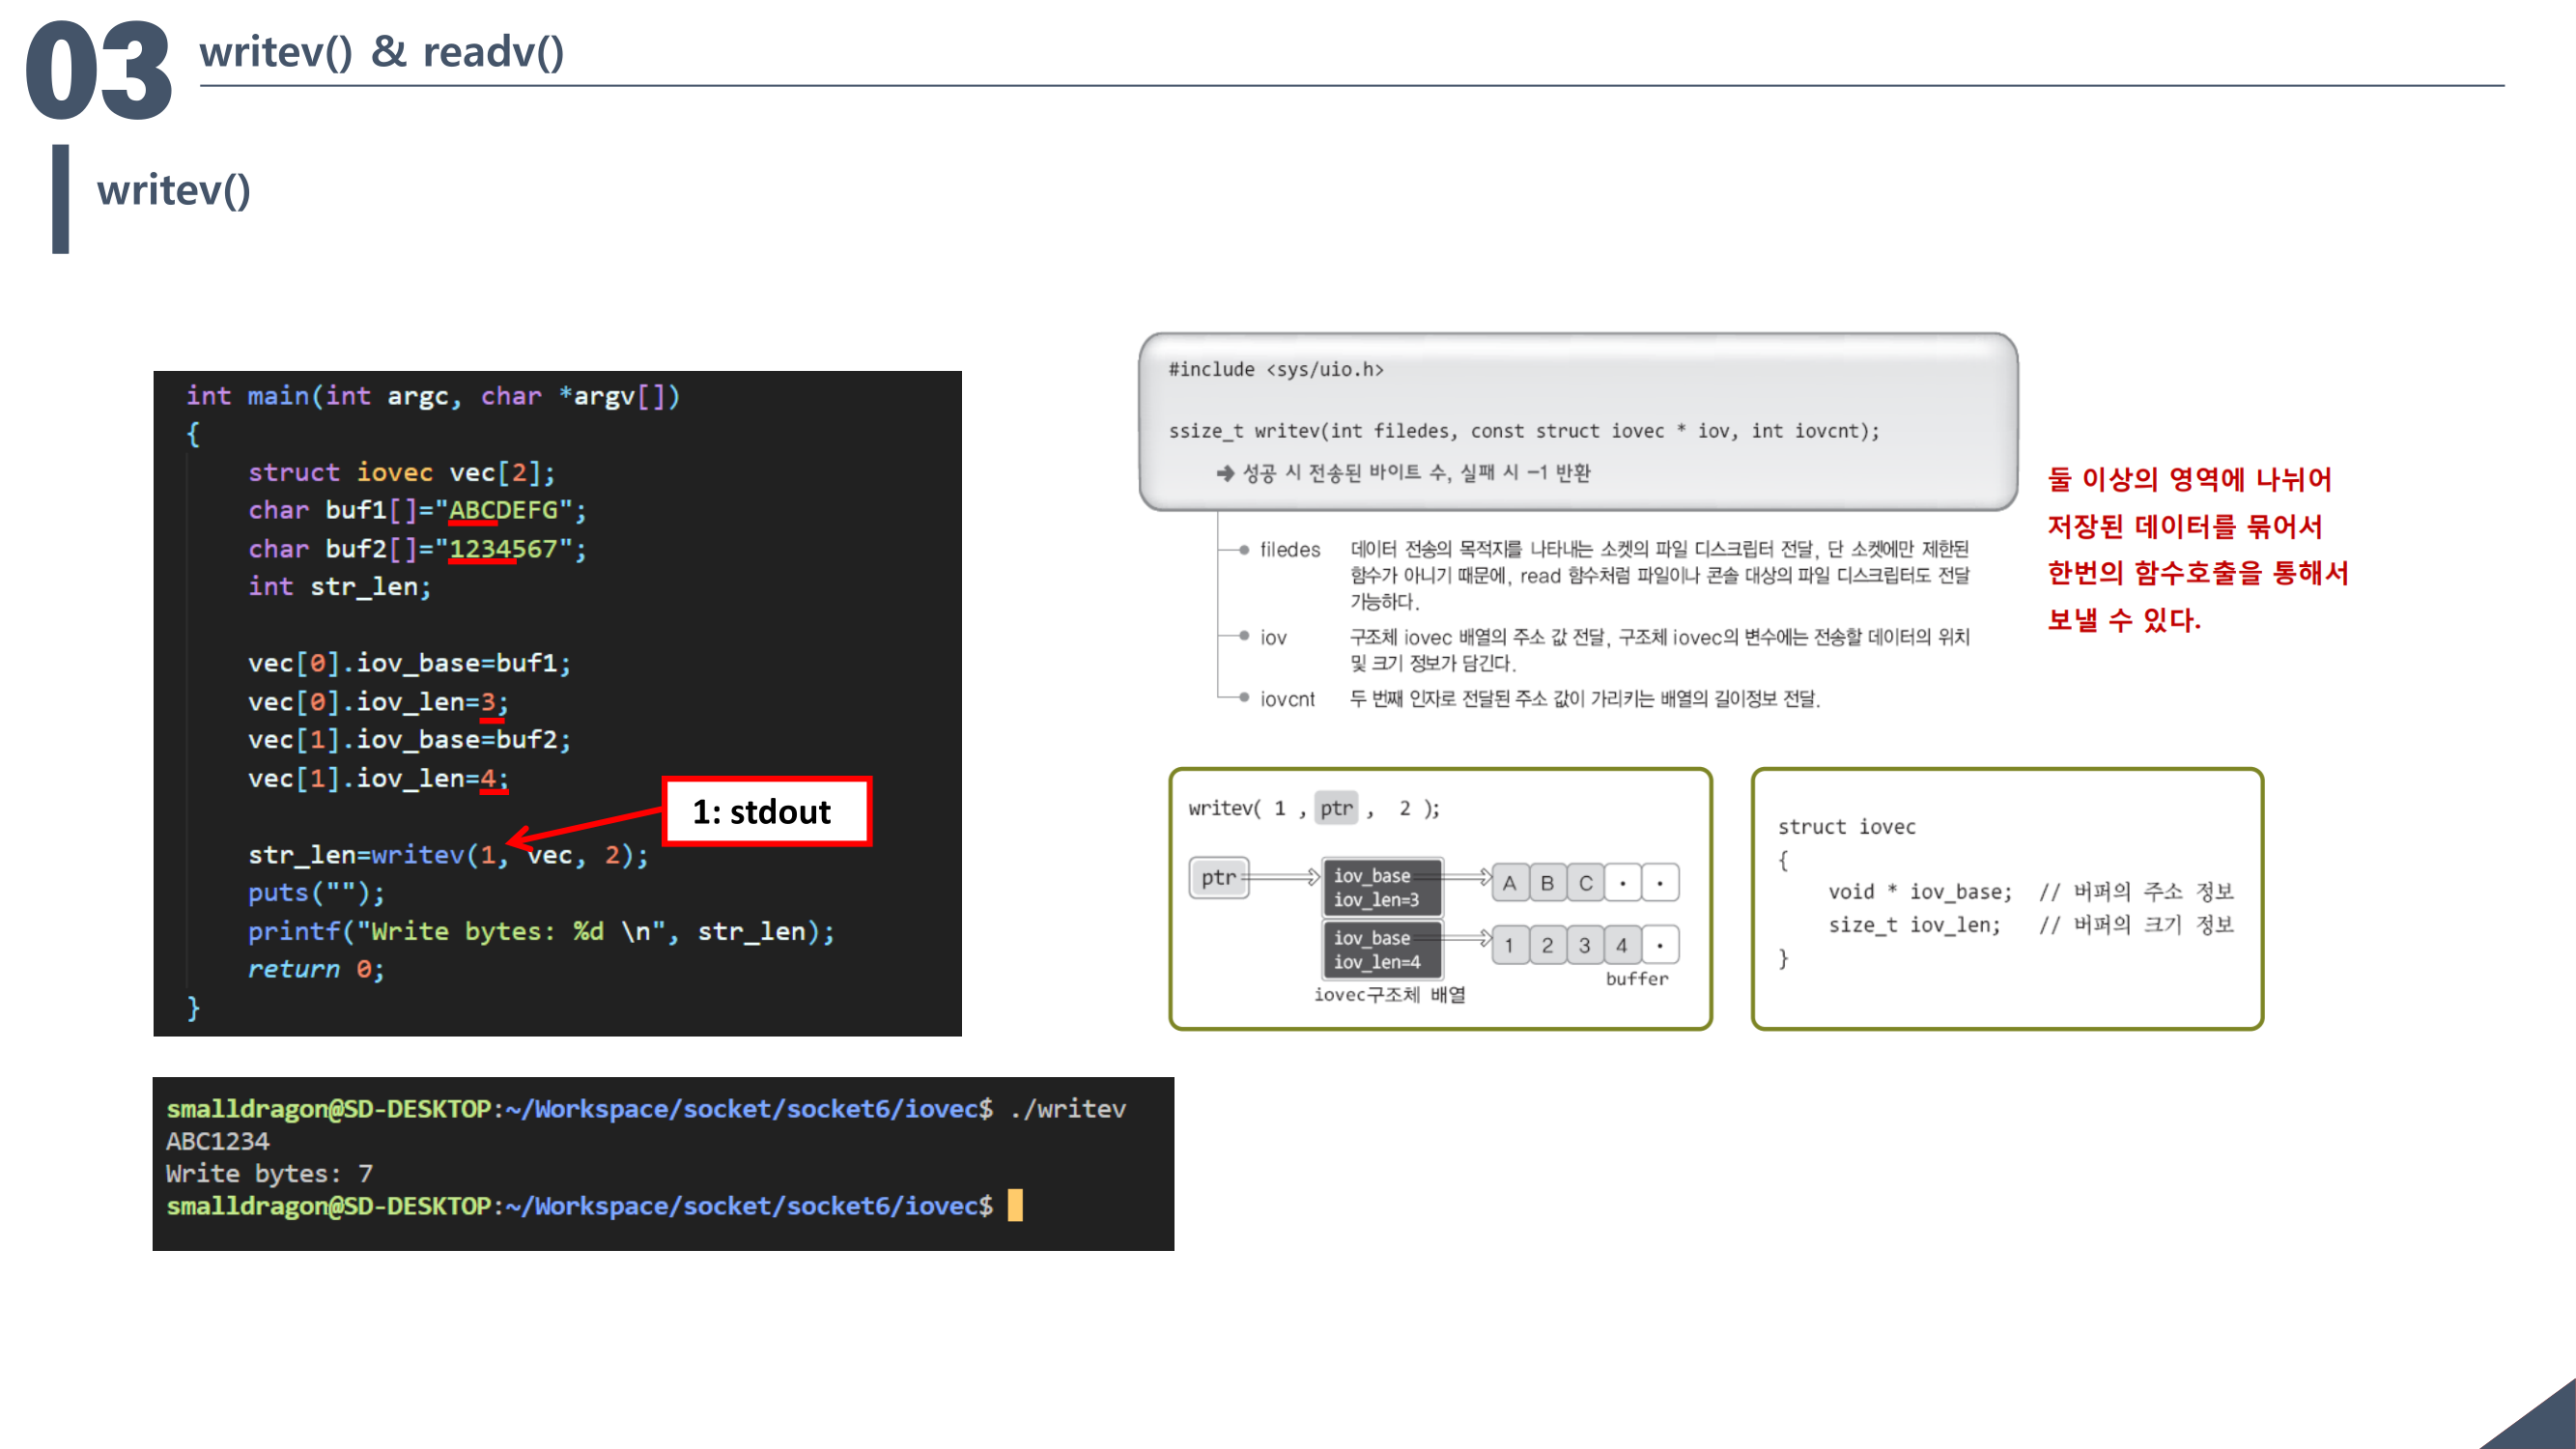 03 writev() & readv()
writev()
int main(int argc, char *argv[])
{
struct iovec vec[2];
char buf1[]="ABCDEFG";
char buf2[]="1234567";
int str_len;
vec[0].iov_base=buf1;
vec[0].iov_len=3;
vec[1].iov_base=buf2;
vec[1].iov_len=4;
1: stdout
str_len=writev(1, vec, 2);
puts("");
printf("Write bytes: %d \n", str_len);
return 0;
}
smalldragon@SD-DESKTOP:~/Workspace/socket/socket6/iovec$ ./writev
ABC1234
Write bytes: 7
smalldragon@SD-DESKTOP:~/Workspace/socket/socket6/iovec$
#include <sys/uio.h>
ssize_t writev(int filedes, const struct iovec * iov, int iovcnt);
➜ 성공 시 전송된 바이트 수, 실패 시 –1 반환
filedes 데이터 전송의 목적지를 나타내는 소켓의 파일 디스크립터 전달, 단 소켓에만 제한된
함수가 아니기 때문에, read 함수처럼 파일이나 콘솔 대상의 파일 디스크립터도 전달
가능하다.
iov 구조체 iovec 배열의 주소 값 전달, 구조체 iovec의 변수에는 전송할 데이터의 위치
및 크기 정보가 담긴다.
iovcnt 두 번째 인자로 전달된 주소 값이 가리키는 배열의 길이정보 전달.
둘 이상의 영역에 나뉘어
저장된 데이터를 묶어서
한번의 함수호출을 통해서
보낼 수 있다.
writev( 1 , ptr , 2 );
ptr iov_base A B C · ·
iov_len=3
iov_base 1 2 3 4 ·
iov_len=4
buffer
iovec구조체 배열
struct iovec
{
void * iov_base; // 버퍼의 주소 정보
size_t iov_len; // 버퍼의 크기 정보
}